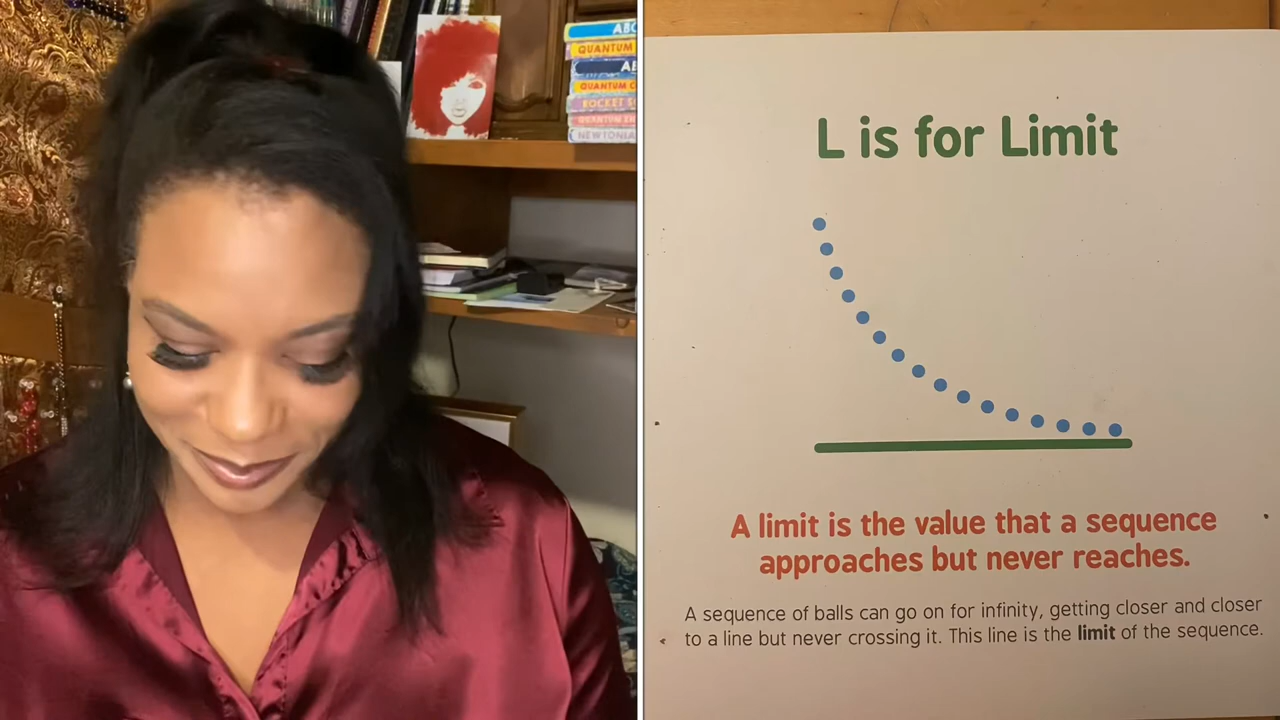 ABC
QUANTUM
QUANTUM
NEWTONIA
L is for Limit
A limit is the value that a sequence
approaches but never reaches.
A sequence of balls can go on for infinity, getting closer and closer
to a line but never crossing it. This line is the limit of the sequence.